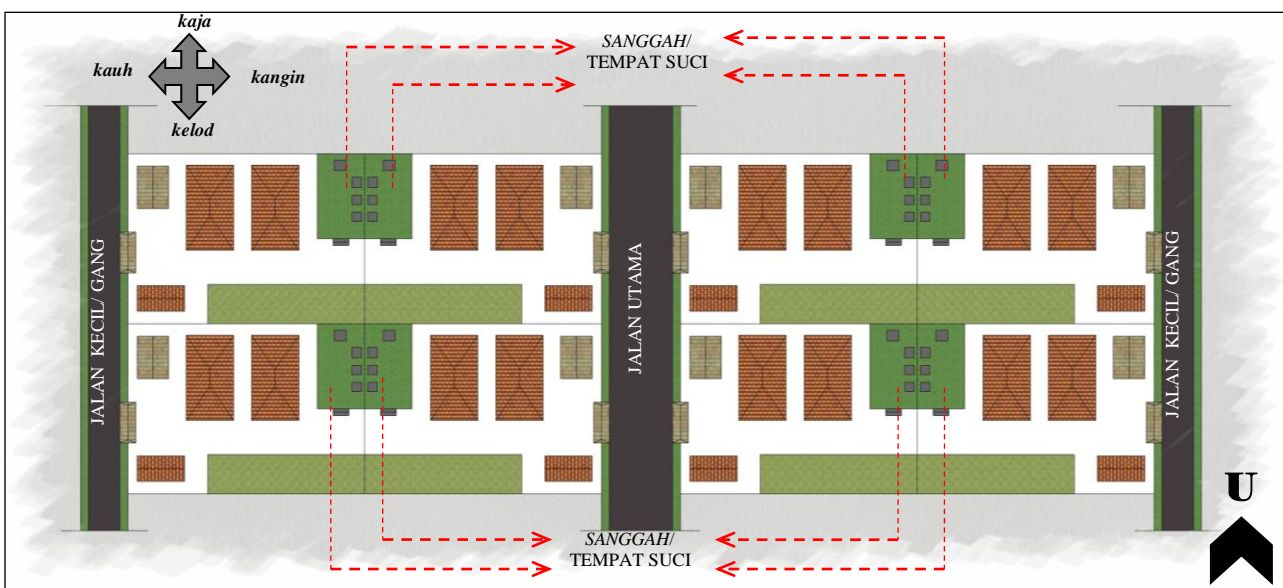 kaja
kauh
kangin
kelod
SANGGAH/
TEMPAT SUCI
JALAN KECIL/ GANG
JALAN UTAMA
JALAN KECIL/ GANG
SANGGAH/
TEMPAT SUCI
U